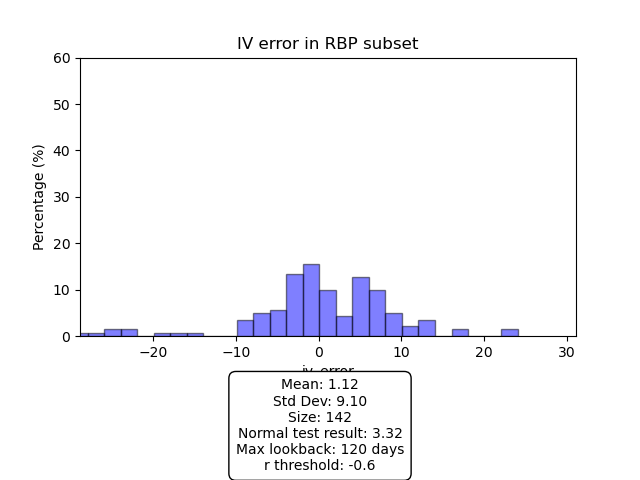 IV error in RBP subset
60
50
40
30
20
10
0
Percentage (%)
−20
−10
0
10
20
30
iv_error
Mean: 1.12
Std Dev: 9.10
Size: 142
Normal test result: 3.32
Max lookback: 120 days
r threshold: -0.6